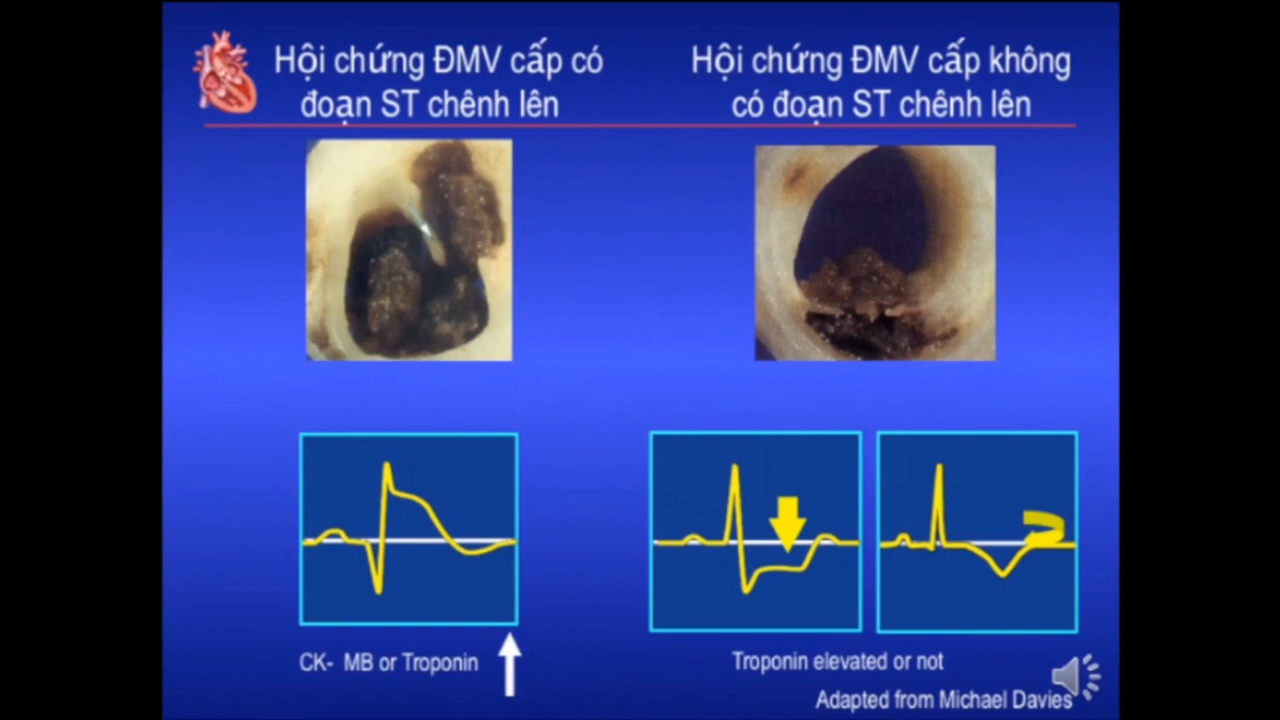 Hội chứng ĐMV cấp có
đoạn ST chênh lên
Hội chứng ĐMV cấp không
có đoạn ST chênh lên
CK- MB or Troponin
Troponin elevated or not
Adapted from Michael Davies